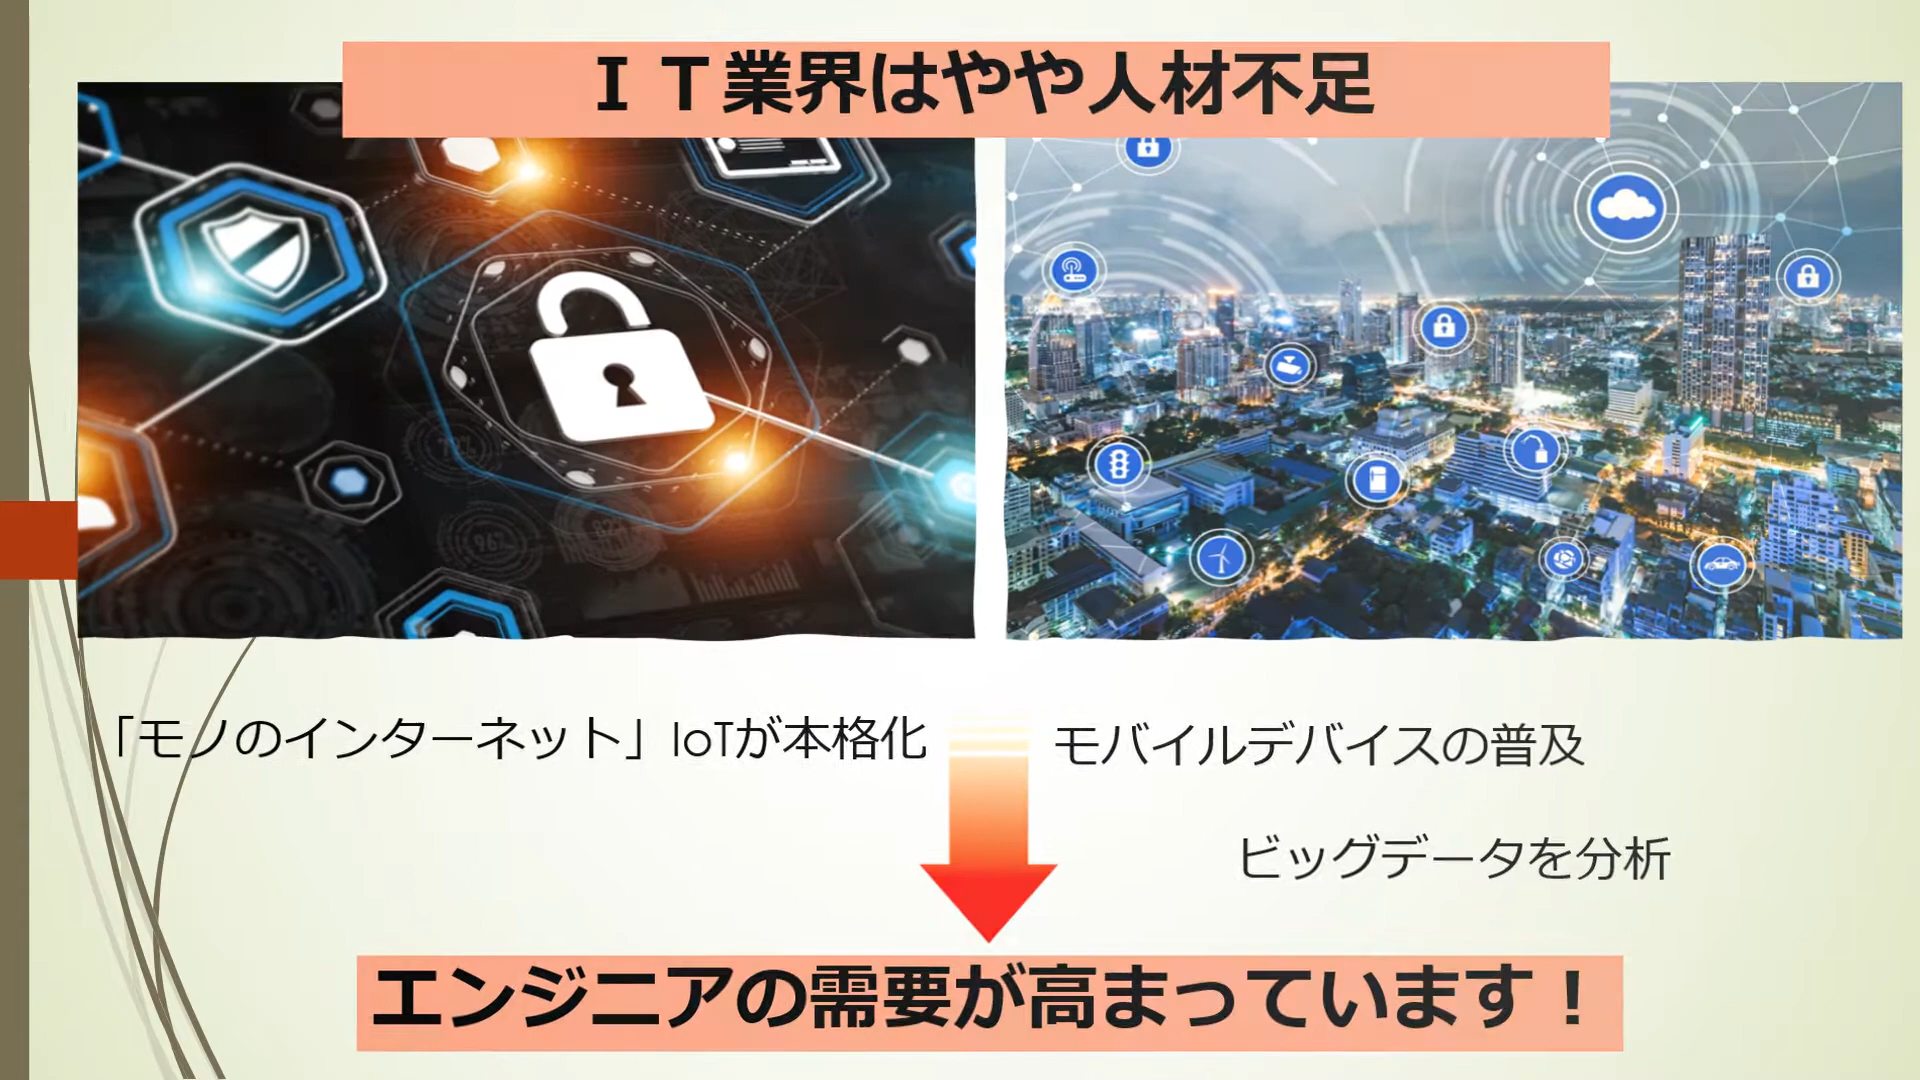 ＩＴ業界はやや人材不足
「モノのインターネット」IoTが本格化
モバイルデバイスの普及
ビッグデータを分析
エンジニアの需要が高まっています！